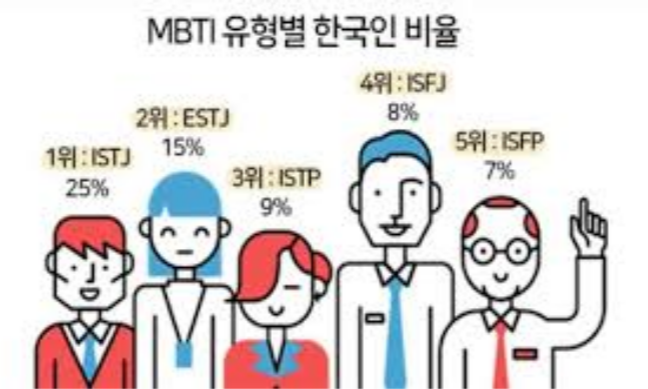 MBTI 유형별 한국인 비율
1위 : ISTJ
25%
2위 : ESTJ
15%
3위 : ISTP
9%
4위 : ISFJ
8%
5위 : ISFP
7%